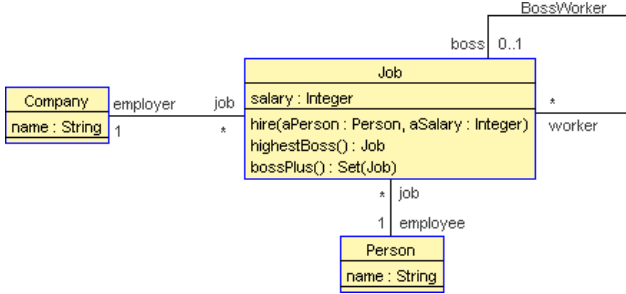 BossWorker
boss 0..1
Job
salary : Integer
hire(aPerson : Person, aSalary : Integer)
highestBoss() : Job
bossPlus() : Set(Job)
Company
name : String
employer job
1 *
*
worker
* job
1 employee
Person
name : String